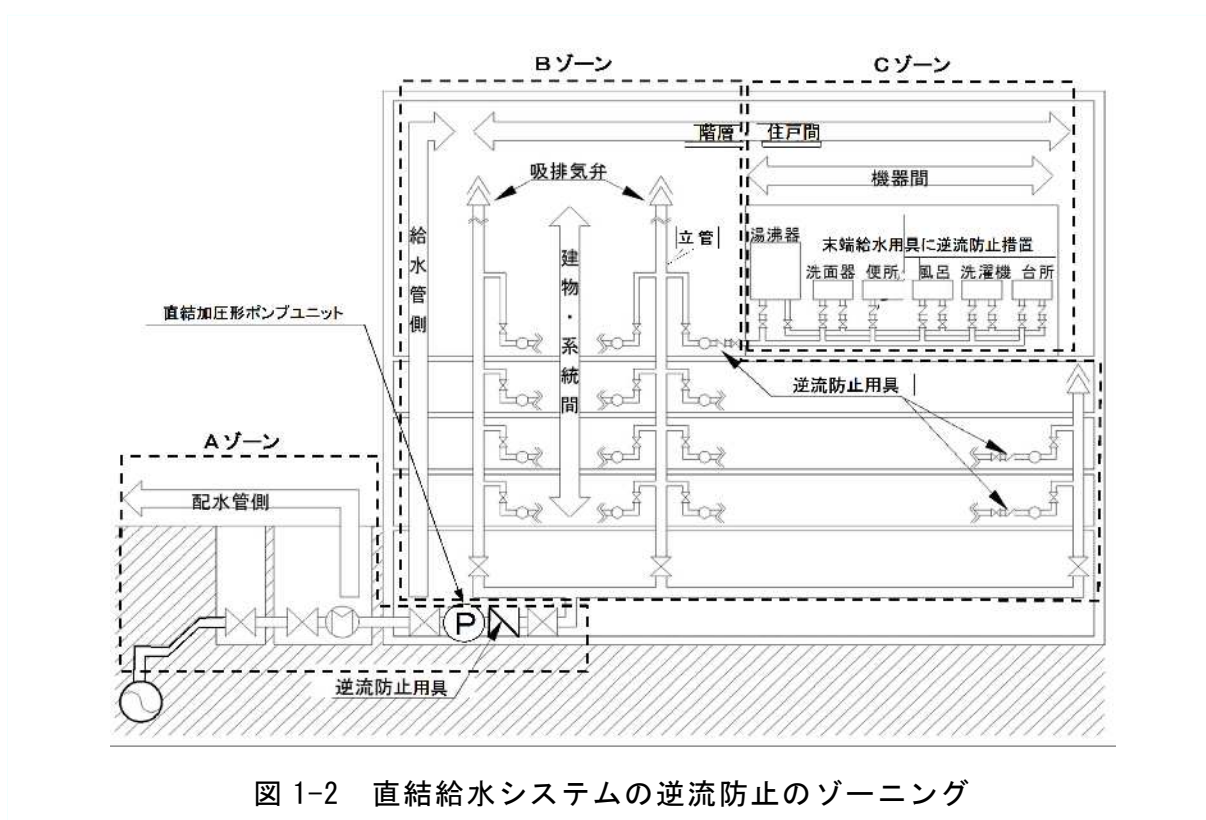 Bゾーン
Cゾーン
階層
住戸間
吸排気弁
機器間
給水管側
建物・系統間
立管
湯沸器
末端給水用具に逆流防止措置
洗面器 便所 風呂 洗濯機 台所
直結加圧形ポンプユニット
逆流防止用具
Aゾーン
配水管側
P
逆流防止用具
図 1-2 直結給水システムの逆流防止のゾーニング